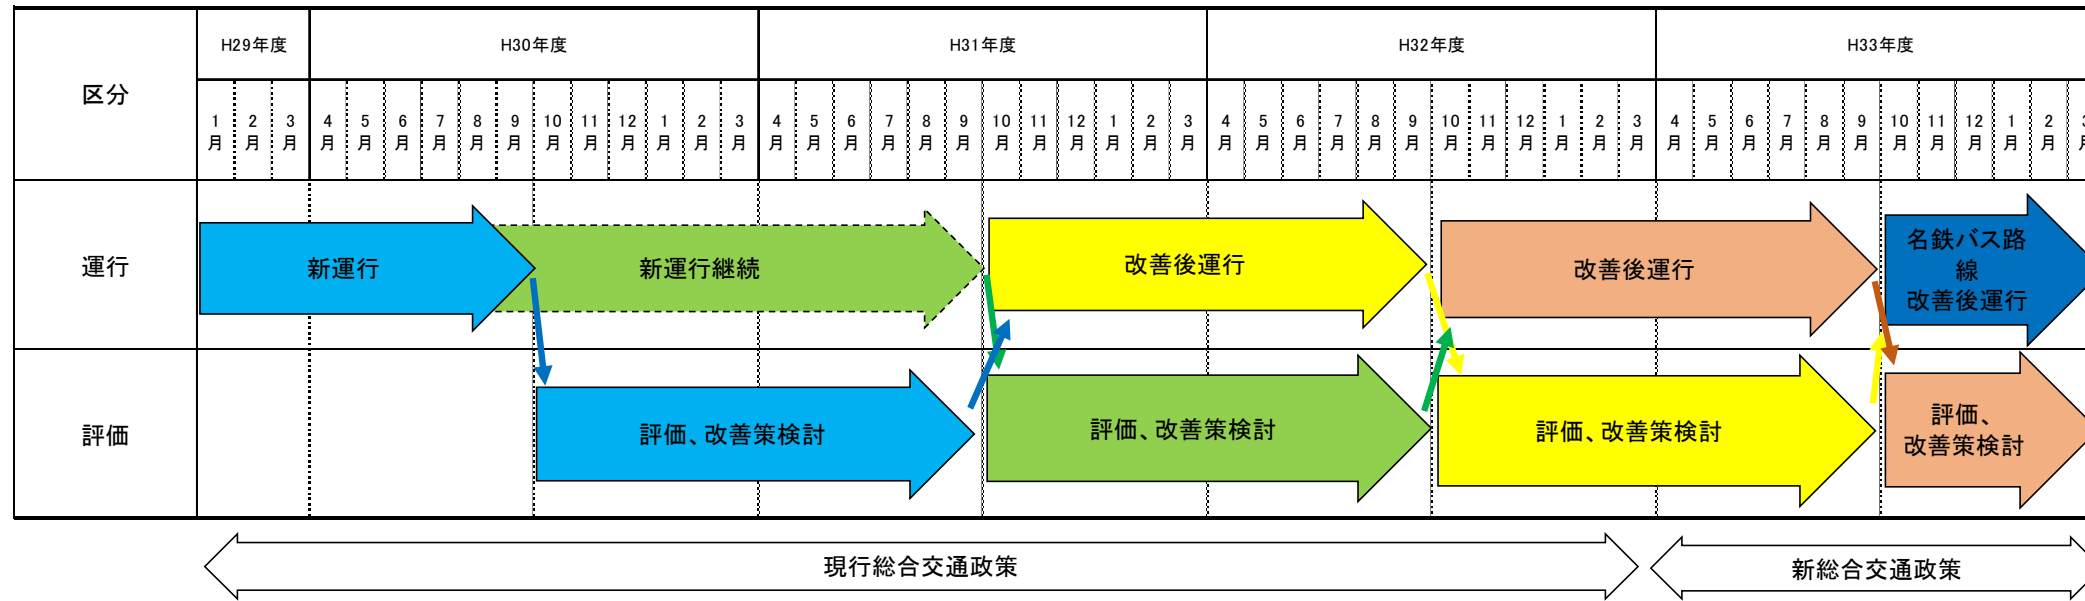 区分
H29年度 H30年度 H31年度 H32年度 H33年度
1月 2月 3月 4月 5月 6月 7月 8月 9月 10月 11月 12月 1月 2月 3月 4月 5月 6月 7月 8月 9月 10月 11月 12月 1月 2月 3月 4月 5月 6月 7月 8月 9月 10月 11月 12月 1月 2月 3月 4月 5月 6月 7月 8月 9月 10月 11月 12月 1月 2月 3月
運行
新運行
新運行継続
改善後運行
改善後運行
名鉄バス路
線
改善後運行
評価
評価、改善策検討
評価、改善策検討
評価、改善策検討
評価、
改善策検討
現行総合交通政策
新総合交通政策